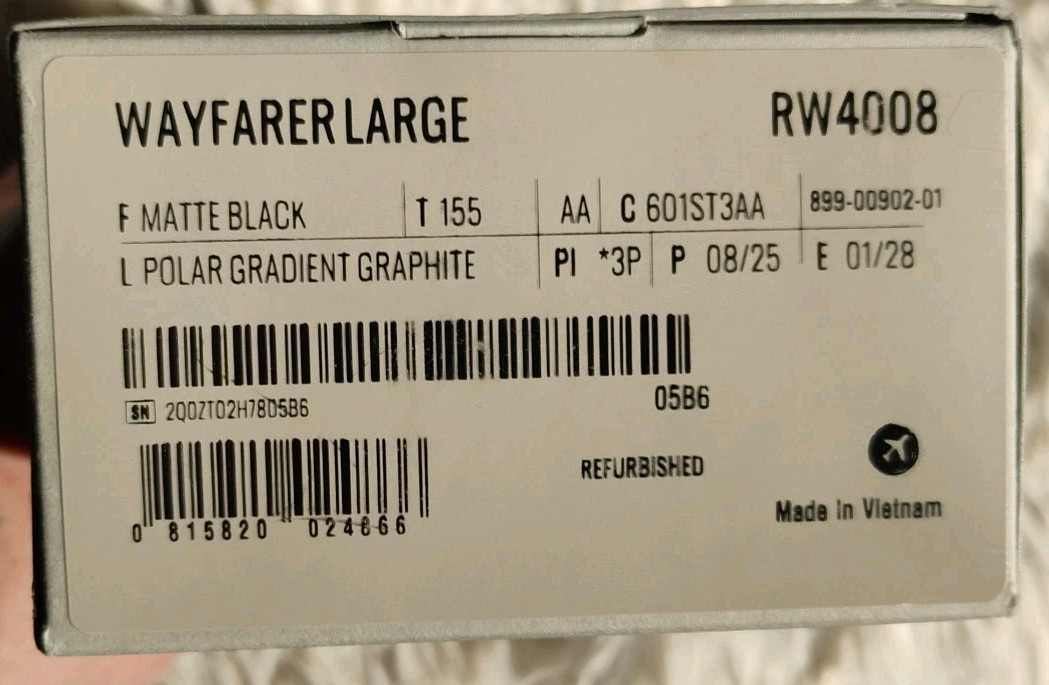 WAYFARER LARGE RW4008
F MATTE BLACK T 155 AA C 601ST3AA 899-00902-01
L POLAR GRADIENT GRAPHITE PI *3P P 08/25 E 01/28
05B6
SN 2Q0ZT02H7805B6
REFURBISHED
0 815820 024866
Made in Vietnam